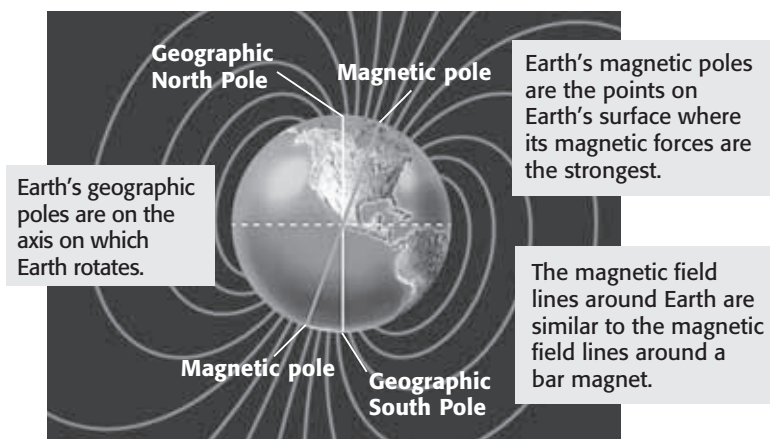 Geographic
North Pole
Magnetic pole
Earth’s magnetic poles
are the points on
Earth’s surface where
its magnetic forces are
the strongest.
Earth’s geographic
poles are on the
axis on which
Earth rotates.
The magnetic field
lines around Earth are
similar to the magnetic
field lines around a
bar magnet.
Magnetic pole
Geographic
South Pole